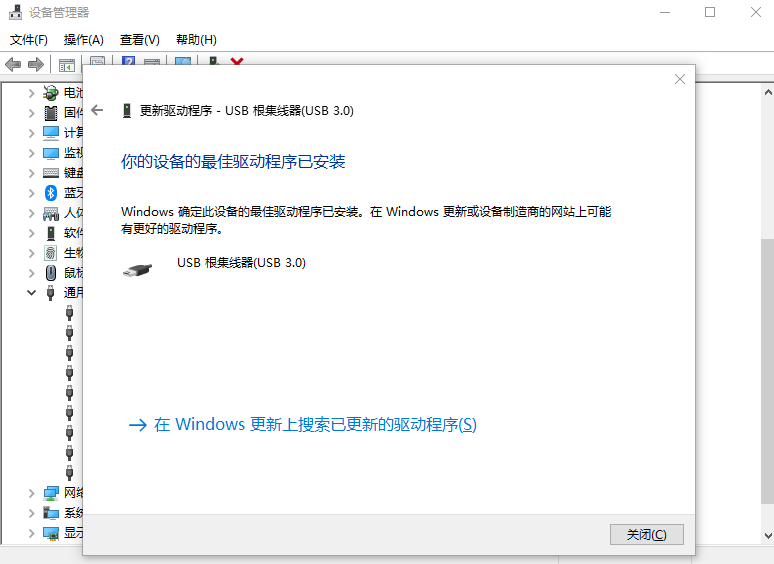 设备管理器
文件(F) 操作(A) 查看(V) 帮助(H)
更新驱动程序 - USB 根集线器(USB 3.0)
你的设备的最佳驱动程序已安装
Windows 确定此设备的最佳驱动程序已安装。在 Windows 更新或设备制造商的网站上可能
有更好的驱动程序。
USB 根集线器(USB 3.0)
在 Windows 更新上搜索已更新的驱动程序(S)
关闭(C)
电池
固件
计算
监视
键盘
蓝牙
人体
软件
生物
鼠标
通用
网络
系统
显示